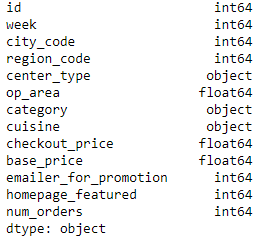 id int64
week int64
city_code int64
region_code int64
center_type object
op_area float64
category object
cuisine object
checkout_price float64
base_price float64
emailer_for_promotion int64
homepage_featured int64
num_orders int64
dtype: object